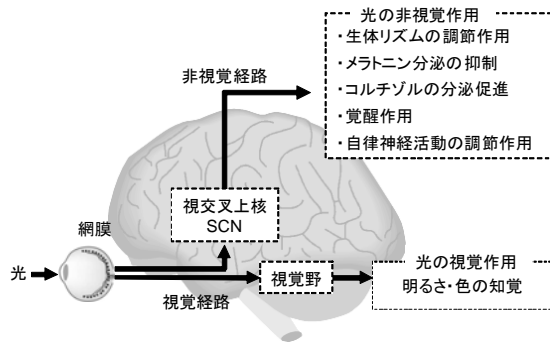 光の非視覚作用
・生体リズムの調節作用
・メラトニン分泌の抑制
・コルチゾルの分泌促進
・覚醒作用
・自律神経活動の調節作用
非視覚経路
視交叉上核
SCN
網膜
光
視覚経路
視覚野
光の視覚作用
明るさ・色の知覚